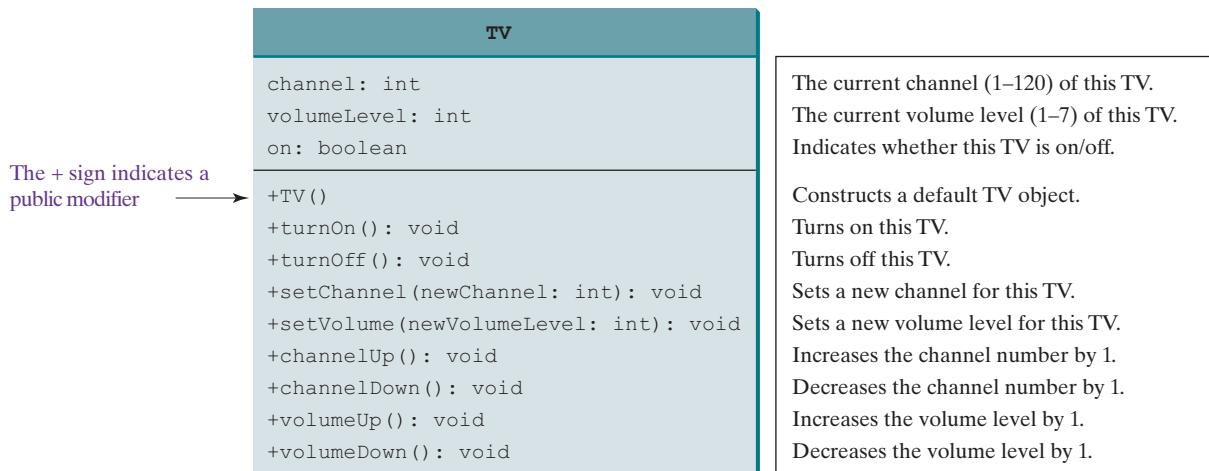 TV
channel: int
volumeLevel: int
on: boolean
The current channel (1–120) of this TV.
The current volume level (1–7) of this TV.
Indicates whether this TV is on/off.
The + sign indicates a
public modifier
+TV()
+turnOn(): void
+turnOff(): void
+setChannel(newChannel: int): void
+setVolume(newVolumeLevel: int): void
+channelUp(): void
+channelDown(): void
+volumeUp(): void
+volumeDown(): void
Constructs a default TV object.
Turns on this TV.
Turns off this TV.
Sets a new channel for this TV.
Sets a new volume level for this TV.
Increases the channel number by 1.
Decreases the channel number by 1.
Increases the volume level by 1.
Decreases the volume level by 1.